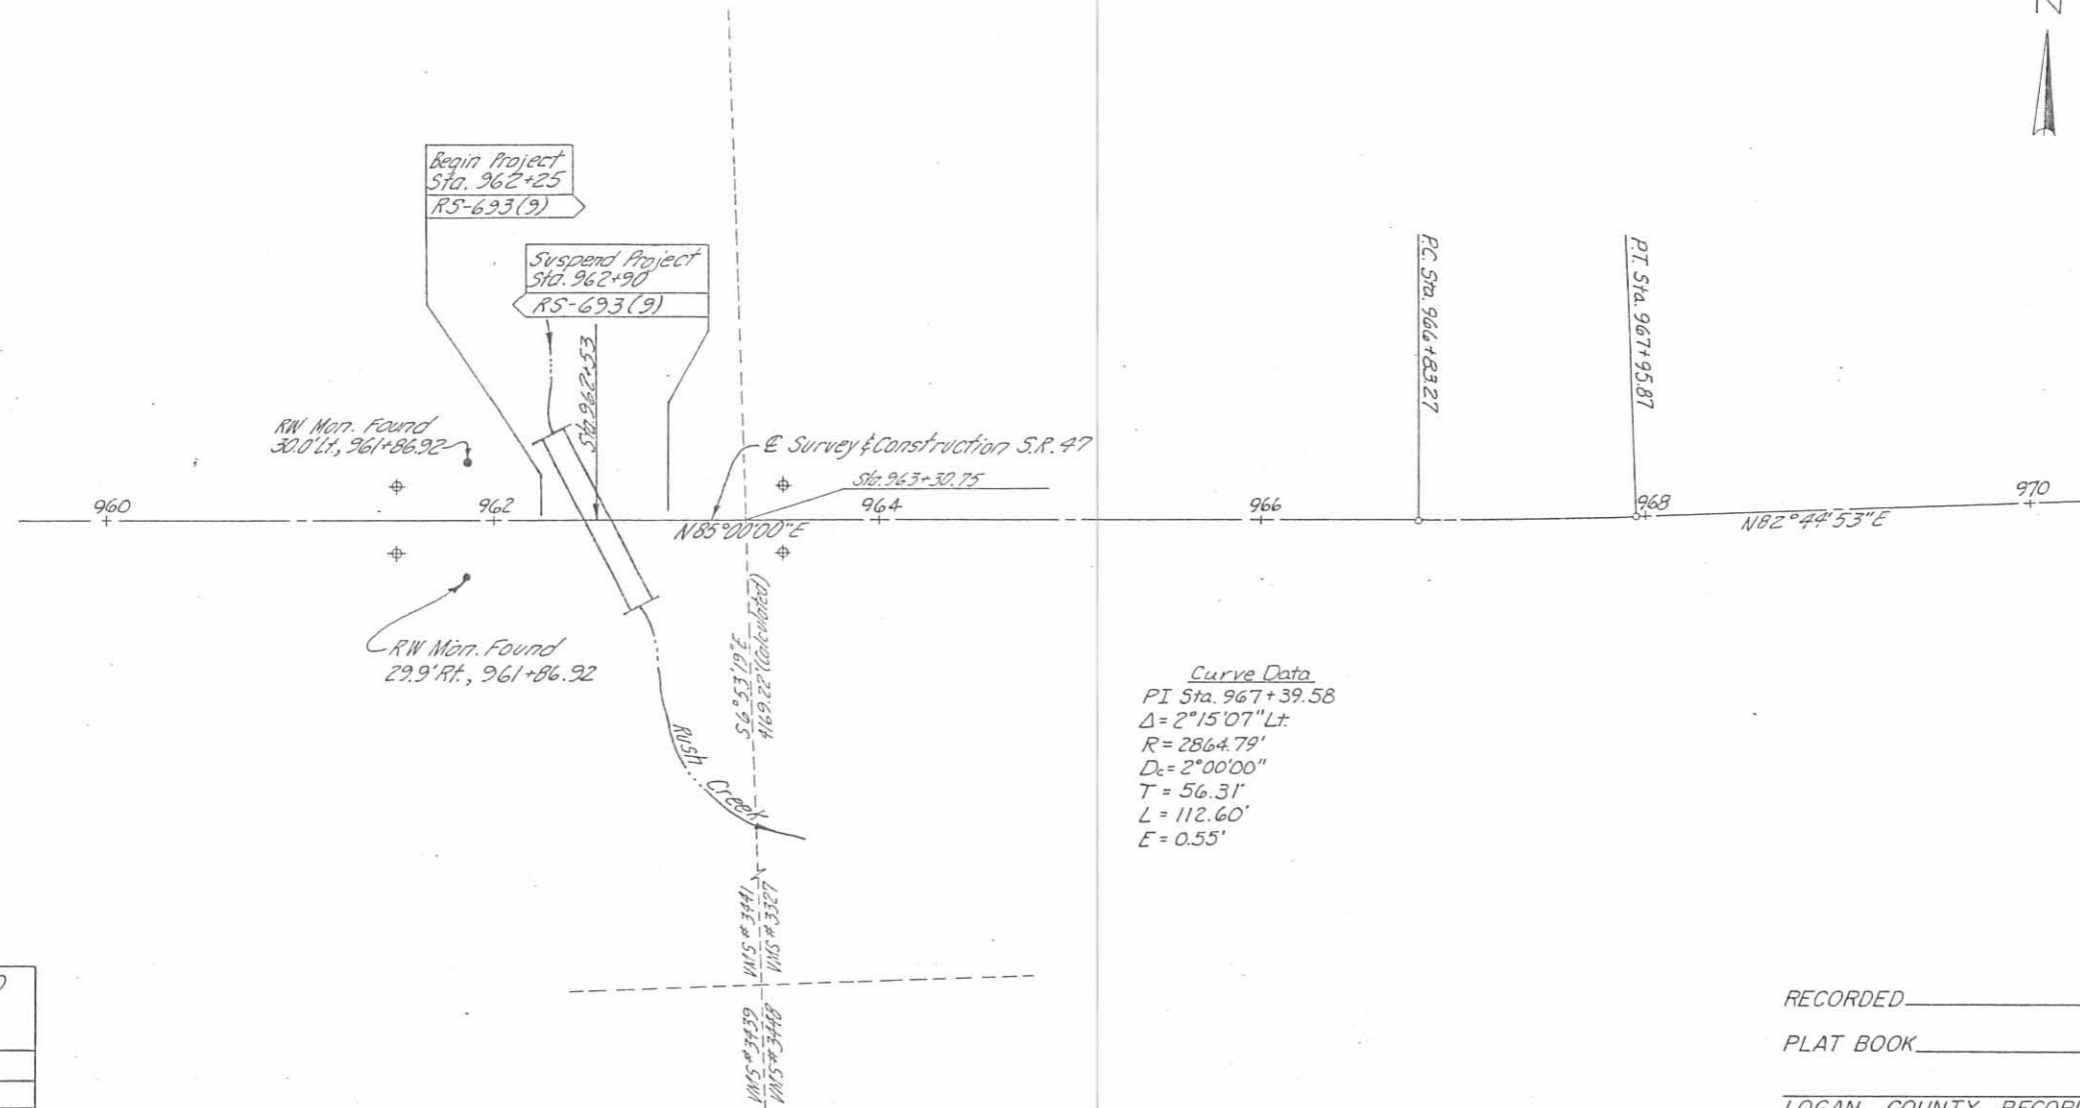 N
Begin Project
Sta. 962+25
RS-693(9)
Suspend Project
Sta. 962+90
RS-693(9)
Sta. 962+53
P.C. Sta. 966+83.27
P.T. Sta. 967+95.87
RW Mon. Found
30.0' Lt., 961+86.92
℄ Survey & Construction S.R. 47
Sta. 963+30.75
960
962
964
966
968
970
N85°00'00"E
N82°44'53"E
RW Mon. Found
29.9' Rt., 961+86.92
S6°53'19"E
4169.22' (Calculated)
Rush Creek
Curve Data
PI Sta. 967+39.58
Δ = 2°15'07" Lt.
R = 2864.79'
Dc = 2°00'00"
T = 56.31'
L = 112.60'
E = 0.55'
VMS # 3441
VMS # 3327
VMS # 3439
VMS # 3448
RECORDED
PLAT BOOK
LOGAN COUNTY RECOR